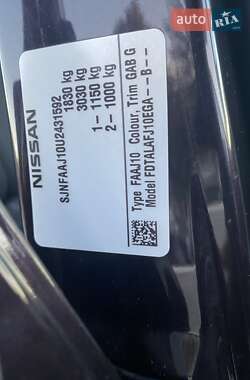 AUTO RIA
NISSAN
SJNFAAJ10U2431592
1830 kg
3030 kg
1- 1150 kg
2- 1000 kg
Type FAAJ10 Colour, Trim GAB G
Model FDTALAFJ10EGA--B--